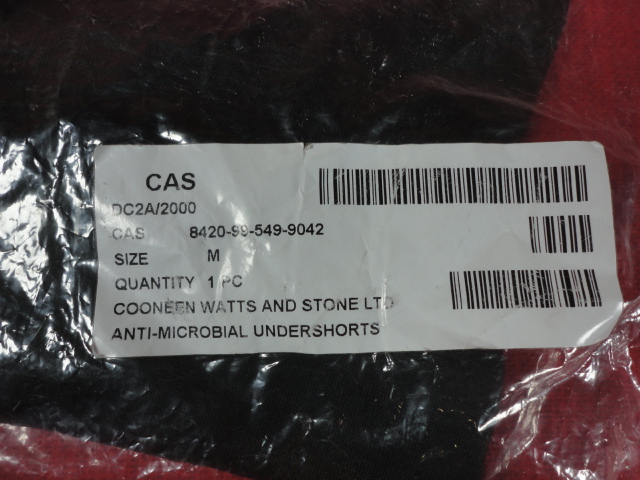 CAS
DC2A/2000
CAS 8420-99-549-9042
SIZE M
QUANTITY 1 PC
COONEEN WATTS AND STONE LTD
ANTI-MICROBIAL UNDERSHORTS